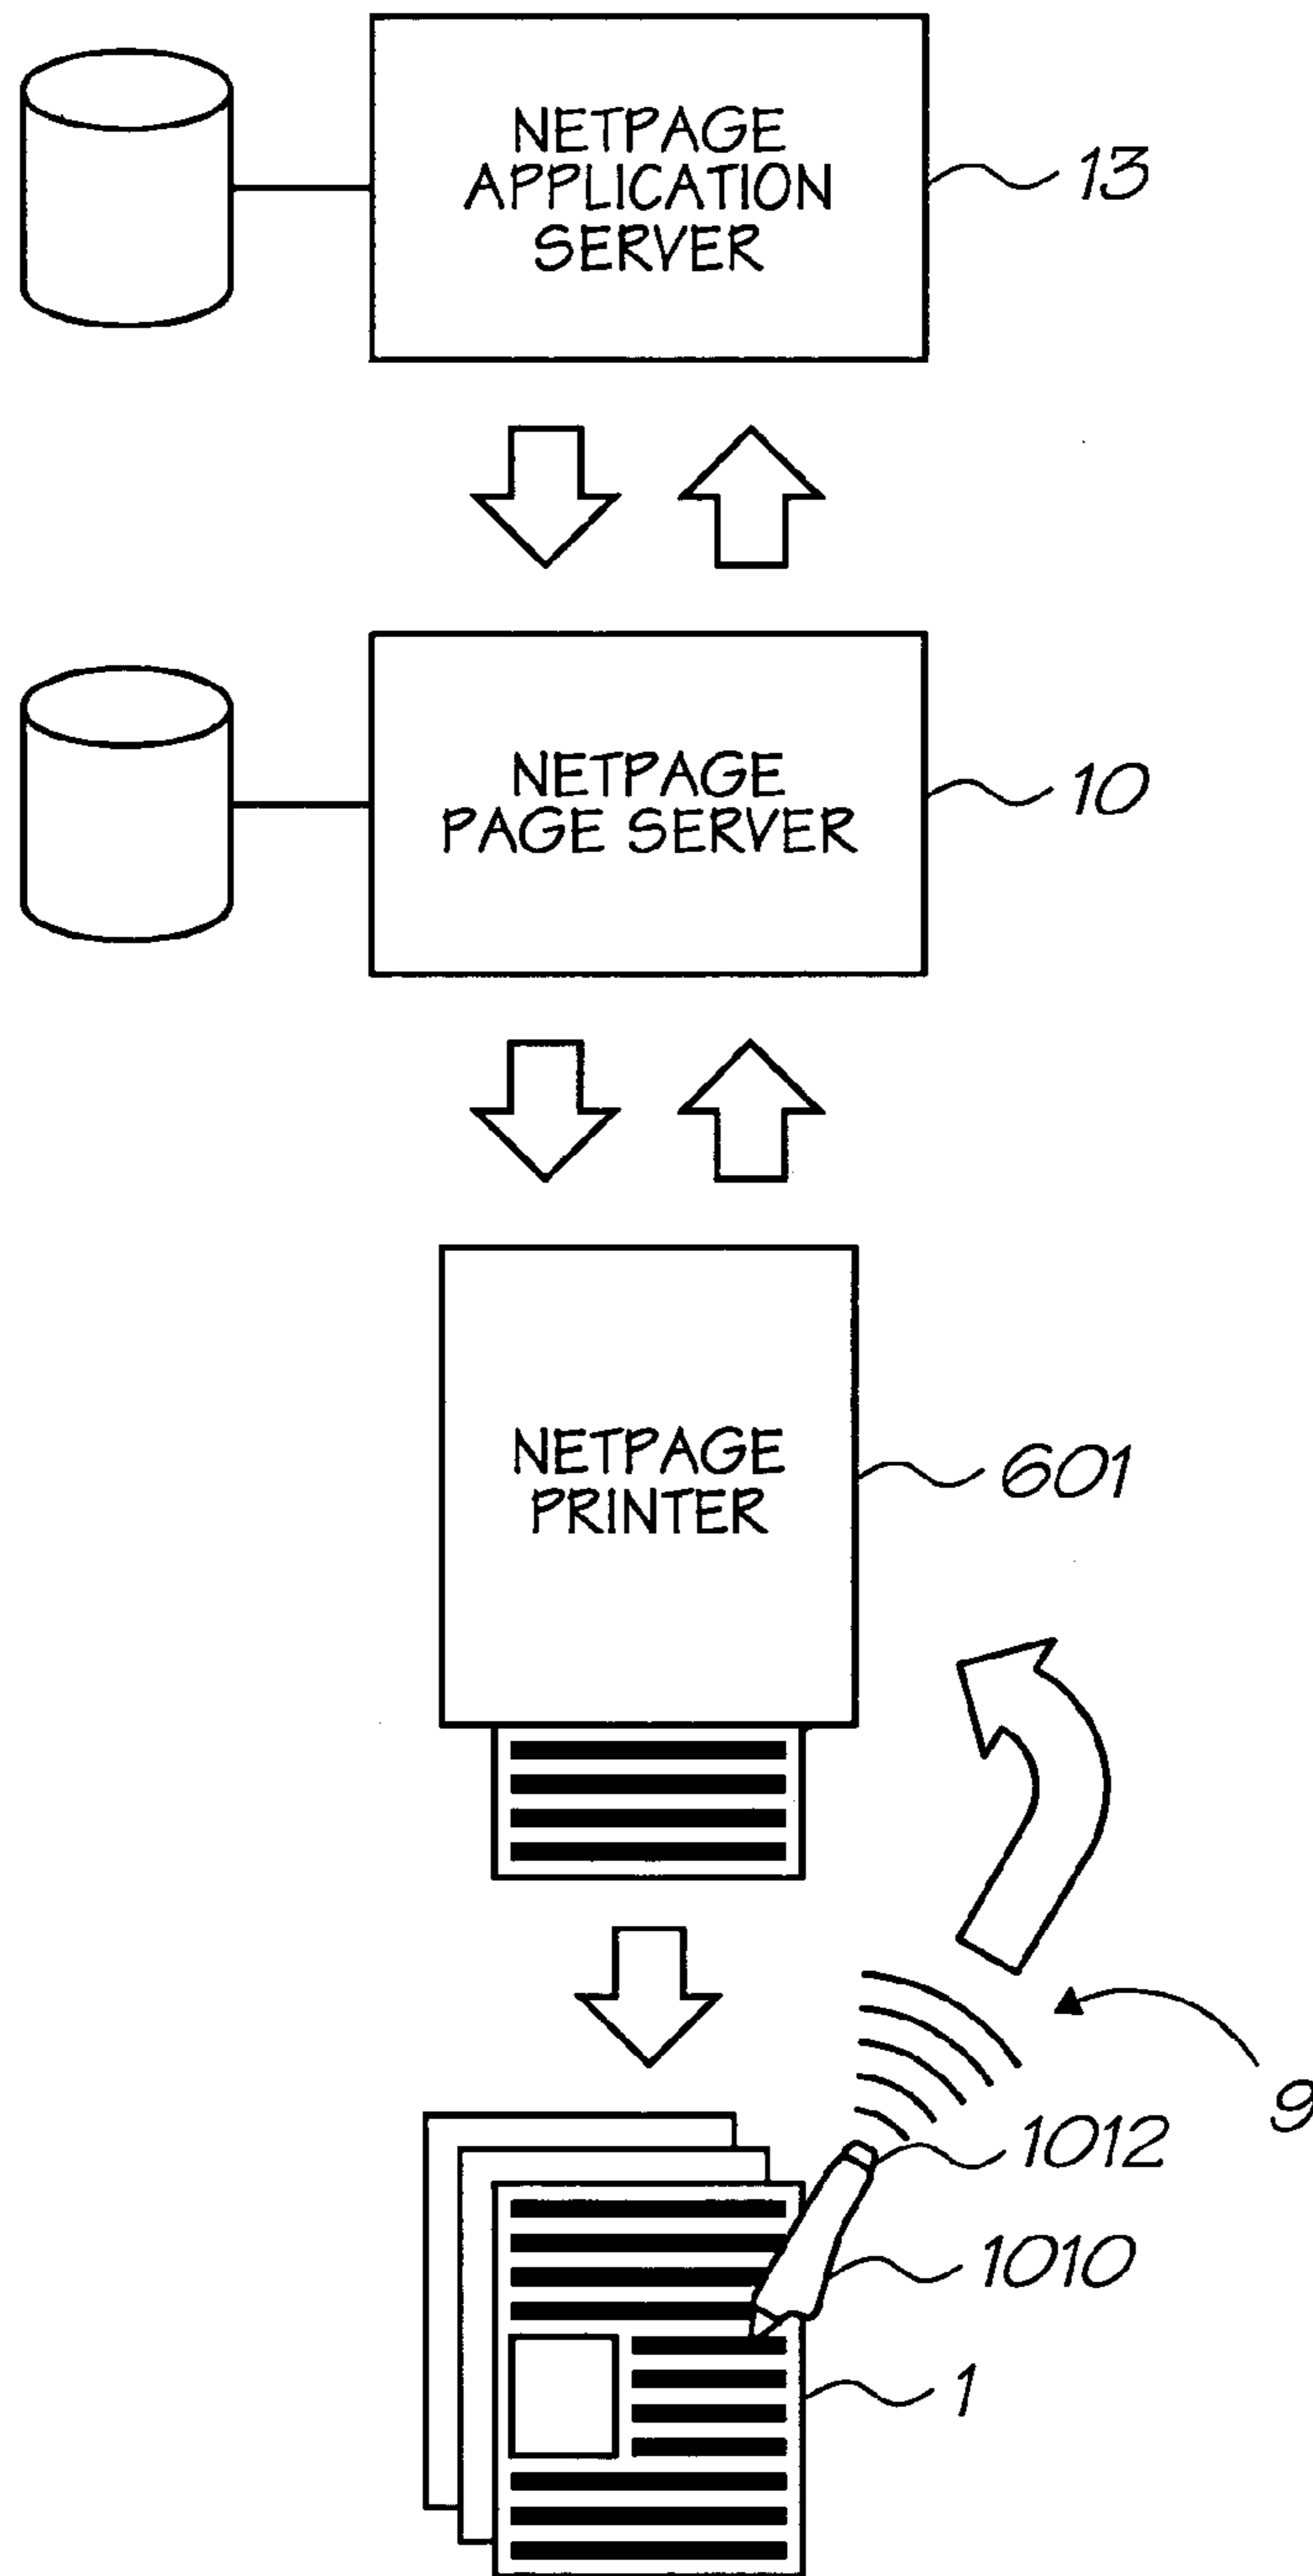 NETPAGE
APPLICATION
SERVER
13
NETPAGE
PAGE SERVER
10
NETPAGE
PRINTER
601
9
1012
1010
1